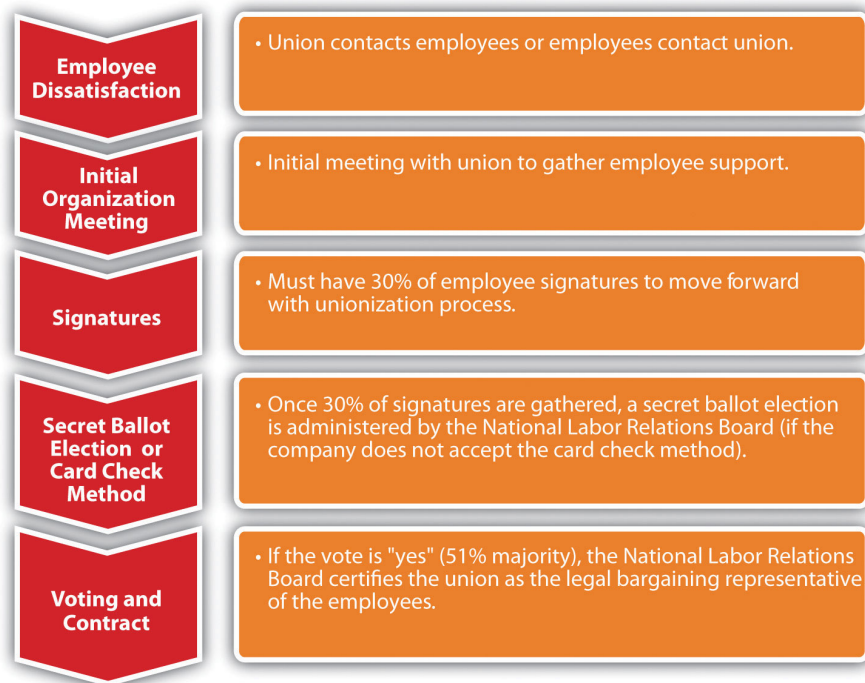 Employee
Dissatisfaction
• Union contacts employees or employees contact union.
Initial
Organization
Meeting
• Initial meeting with union to gather employee support.
Signatures
• Must have 30% of employee signatures to move forward
with unionization process.
Secret Ballot
Election or
Card Check
Method
• Once 30% of signatures are gathered, a secret ballot election
is administered by the National Labor Relations Board (if the
company does not accept the card check method).
Voting and
Contract
• If the vote is "yes" (51% majority), the National Labor Relations
Board certifies the union as the legal bargaining representative
of the employees.